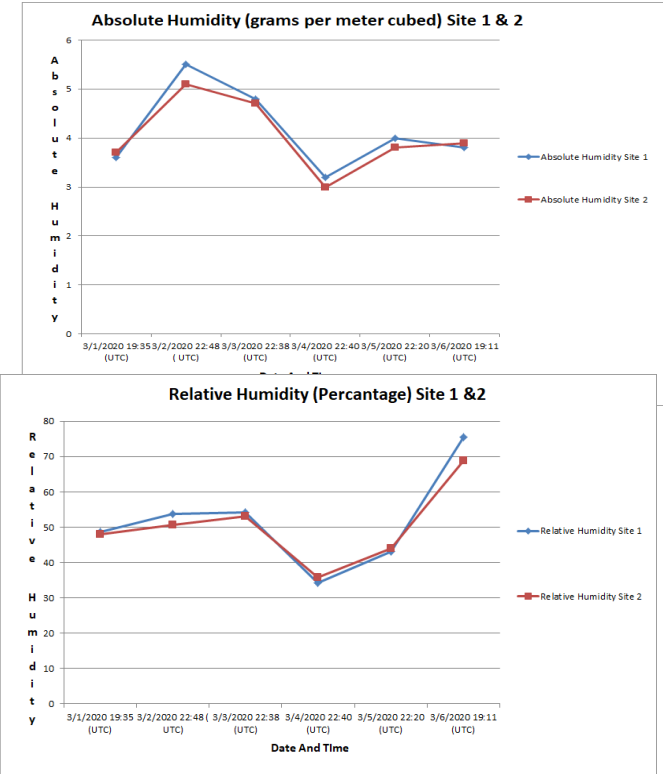 Absolute Humidity (grams per meter cubed) Site 1 & 2
Absolute Humidity
6
5
4
3
2
1
0
Absolute Humidity Site 1
Absolute Humidity Site 2
3/1/2020 19:35 3/2/2020 22:48 3/3/2020 22:38 3/4/2020 22:40 3/5/2020 22:20 3/6/2020 19:11
(UTC) ( UTC) (UTC) (UTC) (UTC) (UTC)
Relative Humidity (Percentage) Site 1 &2
Relative Humidity
80
70
60
50
40
30
20
10
0
Relative Humidity Site 1
Relative Humidity Site 2
3/1/2020 19:35 3/2/2020 22:48 ( 3/3/2020 22:38 3/4/2020 22:40 3/5/2020 22:20 3/6/2020 19:11
(UTC) UTC) (UTC) (UTC) (UTC) (UTC)
Date And TIme